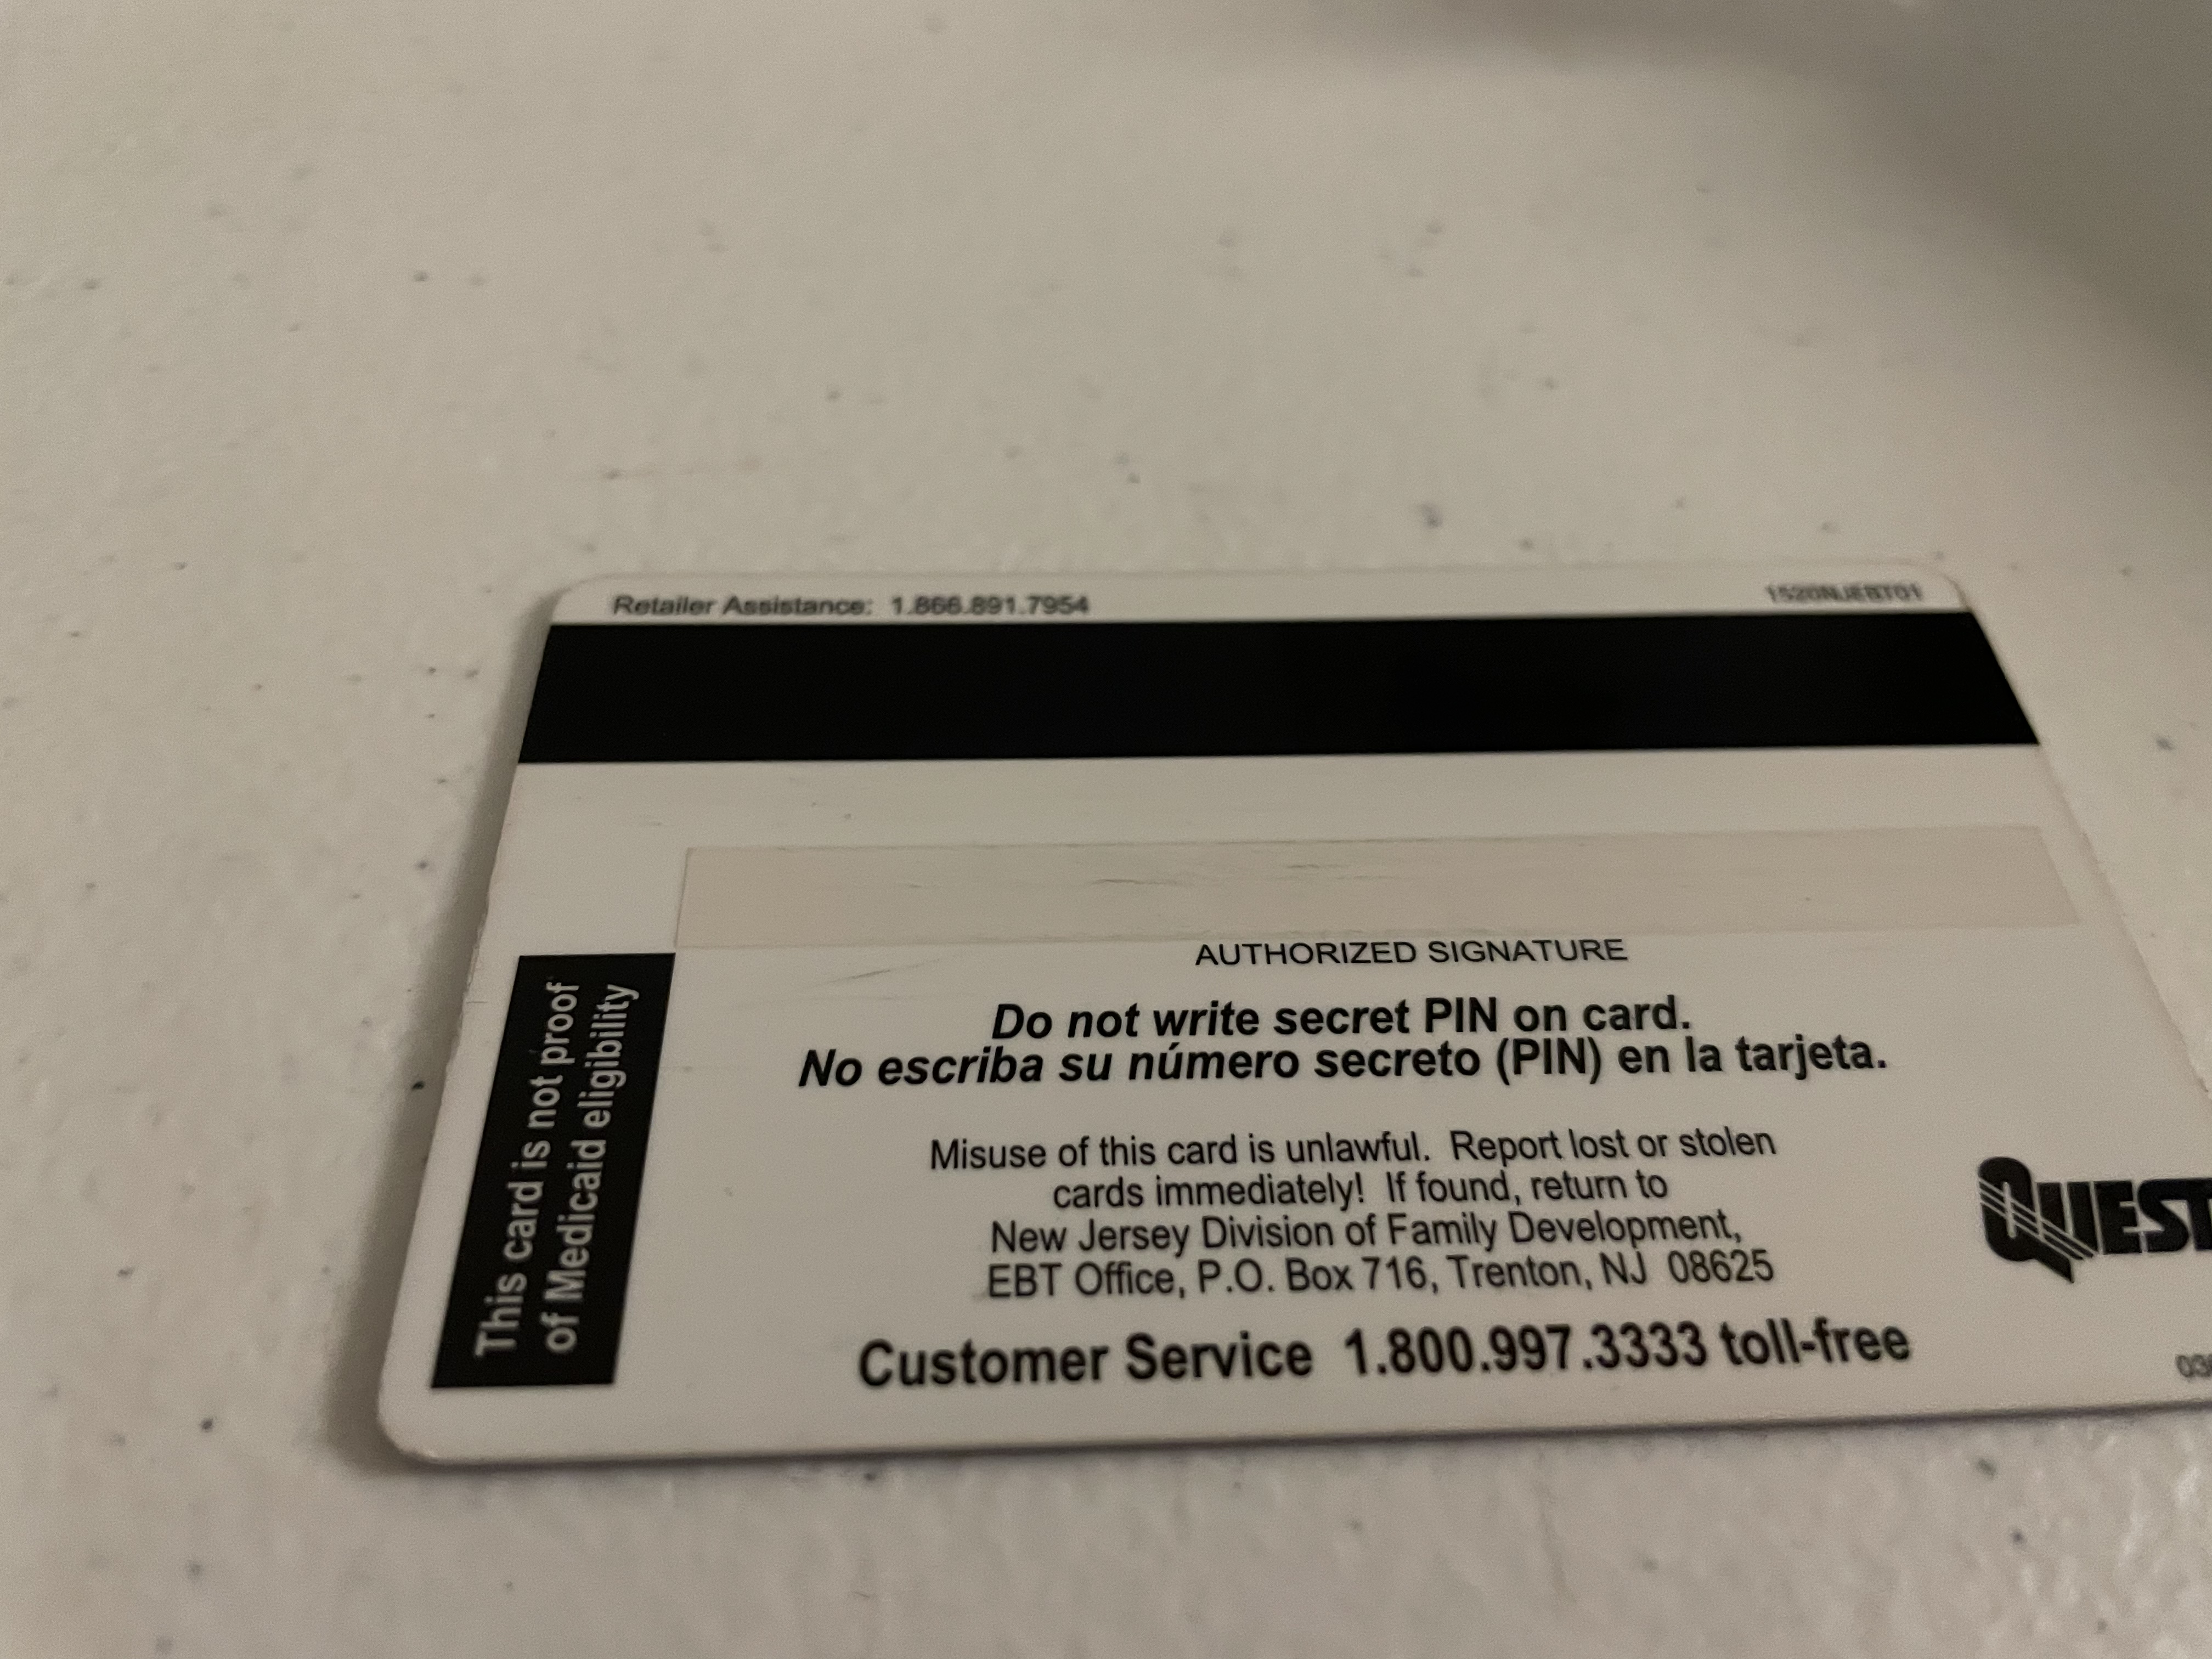 Retailer Assistance: 1.866.891.7954
1520NJEBT01
AUTHORIZED SIGNATURE
Do not write secret PIN on card.
No escriba su número secreto (PIN) en la tarjeta.
This card is not proof
of Medicaid eligibility
Misuse of this card is unlawful. Report lost or stolen
cards immediately! If found, return to
New Jersey Division of Family Development,
EBT Office, P.O. Box 716, Trenton, NJ 08625
QUEST
Customer Service 1.800.997.3333 toll-free